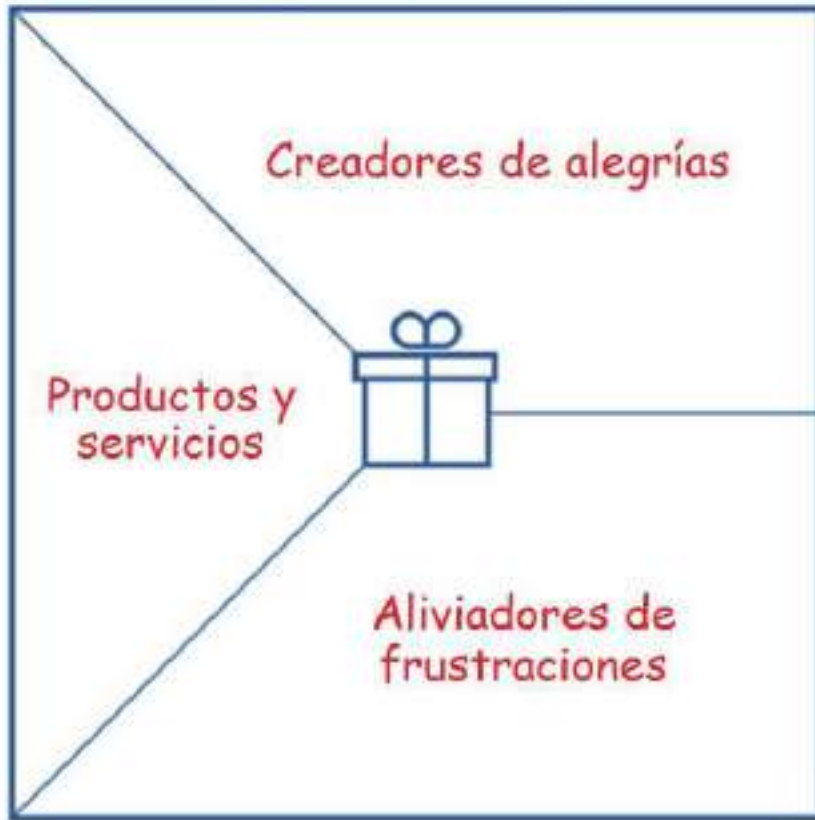 Creadores de alegrías
Productos y
servicios
Aliviadores de
frustraciones